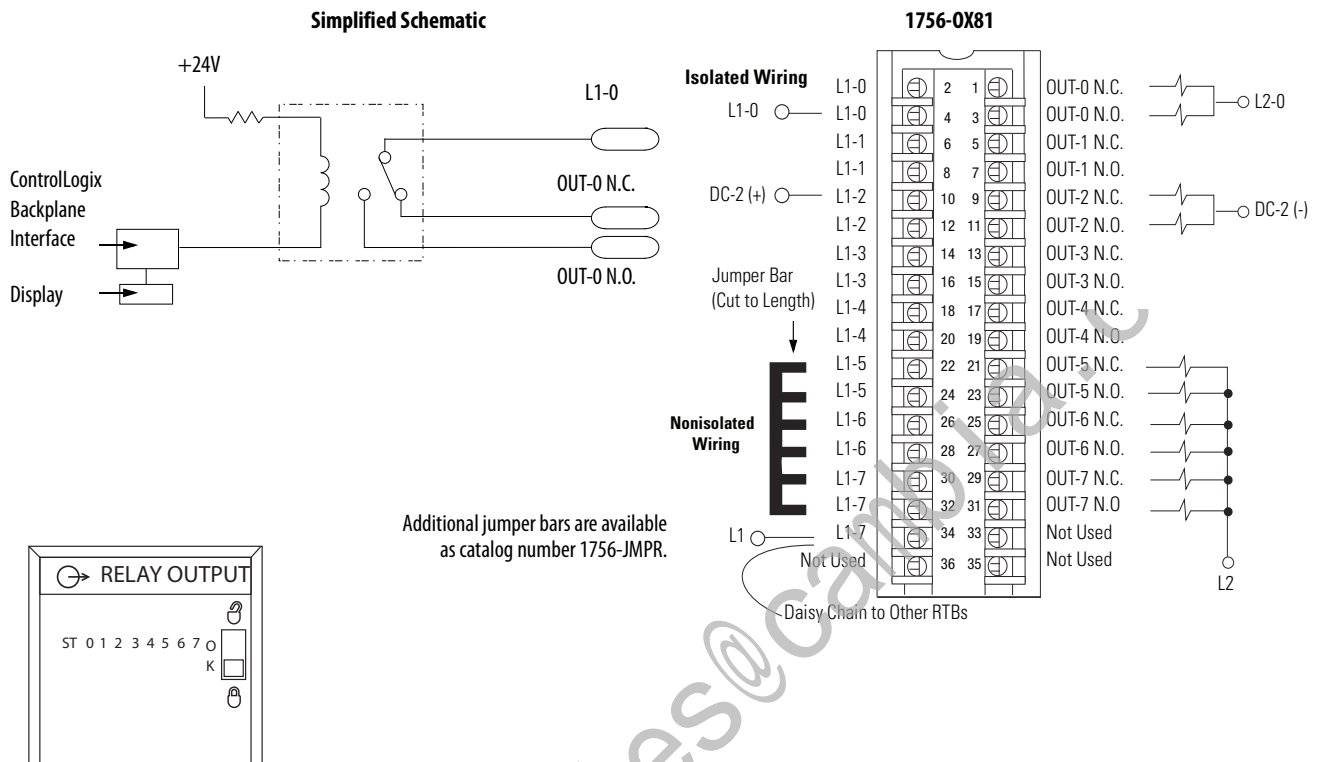 Simplified Schematic
+24V
L1-0
OUT-0 N.C.
OUT-0 N.O.
ControlLogix
Backplane
Interface
Display
1756-OX81
Isolated Wiring
L1-0 2 1 OUT-0 N.C.
L1-0 L1-0 4 3 OUT-0 N.O. L2-0
L1-1 6 5 OUT-1 N.C.
L1-1 8 7 OUT-1 N.O.
DC-2 (+) L1-2 10 9 OUT-2 N.C.
L1-2 12 11 OUT-2 N.O. DC-2 (-)
L1-3 14 13 OUT-3 N.C.
L1-3 16 15 OUT-3 N.O.
L1-4 18 17 OUT-4 N.C.
L1-4 20 19 OUT-4 N.O.
L1-5 22 21 OUT-5 N.C.
L1-5 24 23 OUT-5 N.O.
L1-6 26 25 OUT-6 N.C.
L1-6 28 27 OUT-6 N.O.
L1-7 30 29 OUT-7 N.C.
L1-7 32 31 OUT-7 N.O
L1 L1-7 34 33 Not Used
Not Used 36 35 Not Used
L2
Jumper Bar
(Cut to Length)
Nonisolated
Wiring
Daisy Chain to Other RTBs
Additional jumper bars are available
as catalog number 1756-JMPR.
RELAY OUTPUT
ST 0 1 2 3 4 5 6 7 O
K
es@cambia.c